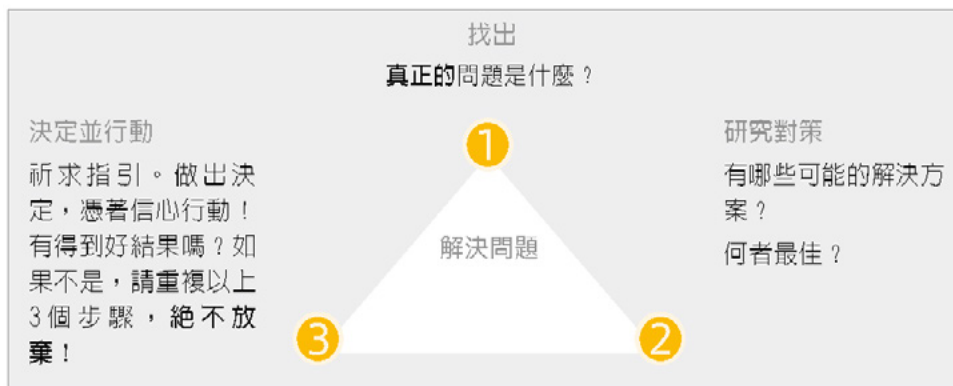 找出
真正的問題是什麼？
1
研究對策
有哪些可能的解決方
案？
何者最佳？
2
決定並行動
祈求指引。做出決
定，憑著信心行動！
有得到好結果嗎？如
果不是，請重複以上
3個步驟，絕不放
棄！
3
解決問題